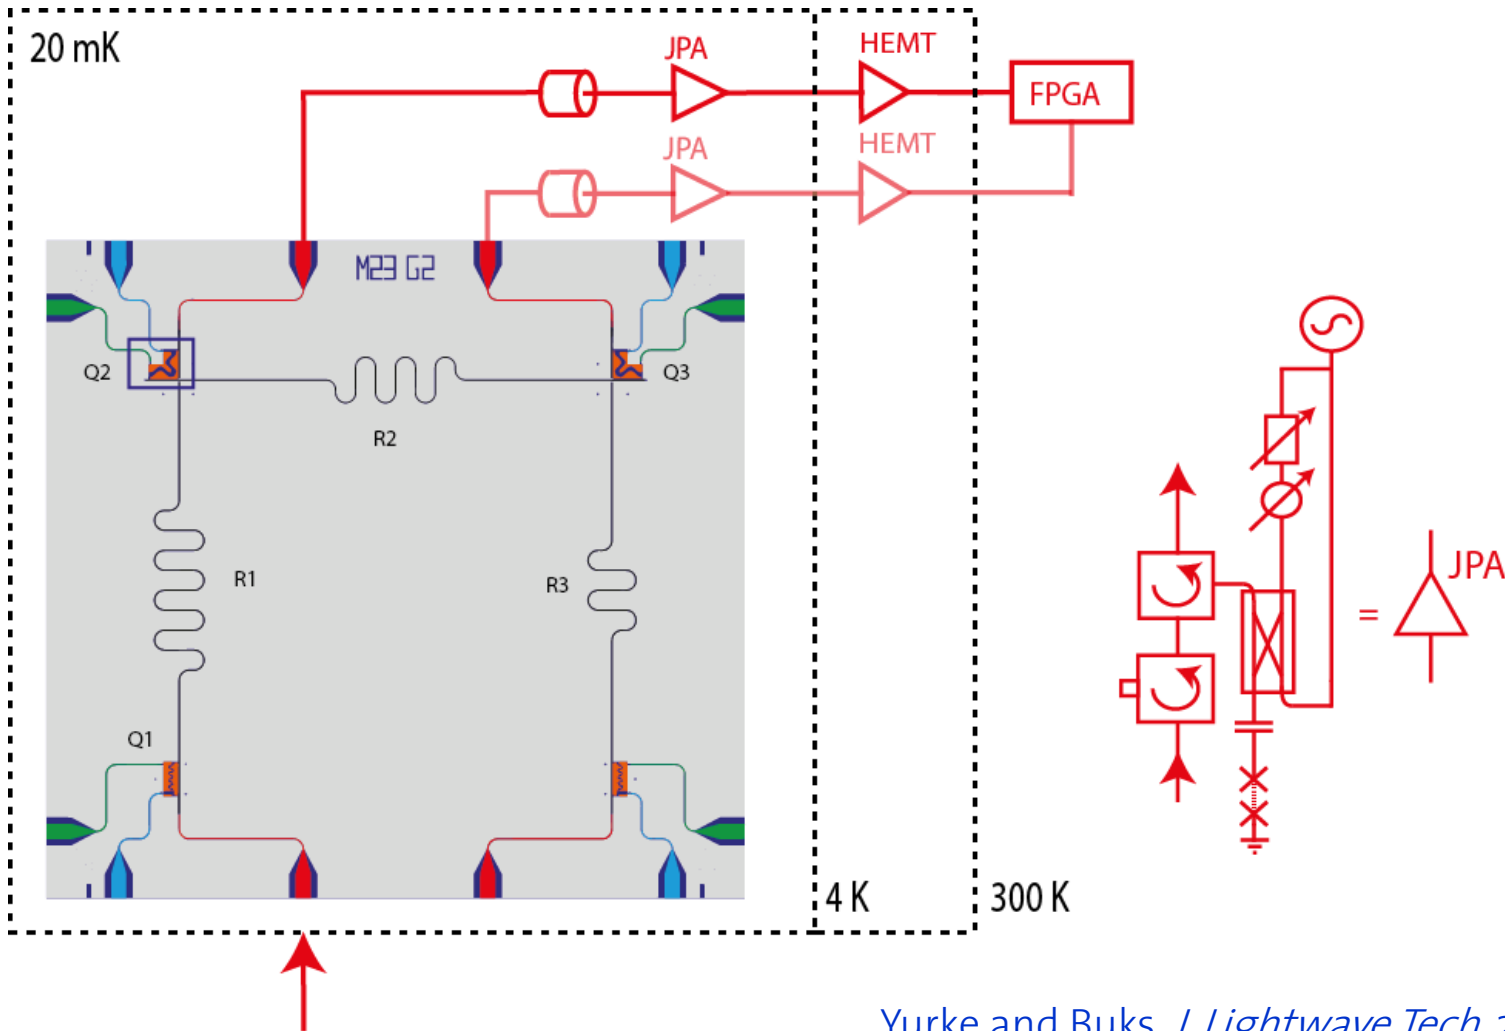 20 mK
JPA
HEMT
FPGA
JPA
HEMT
M23 G2
Q2
Q3
R2
R1
R3
JPA
=
Q1
4 K
300 K
Yurke and Buks, J. Lightwave Tech.